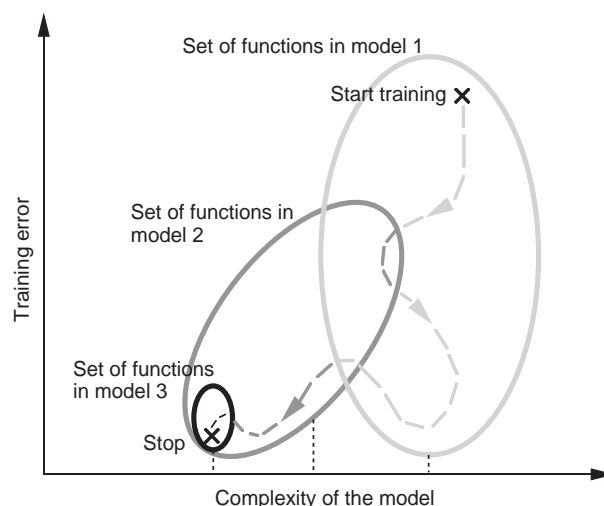 Set of functions in model 1
Start training
Set of functions in
model 2
Training error
Set of functions
in model 3
Stop
Complexity of the model